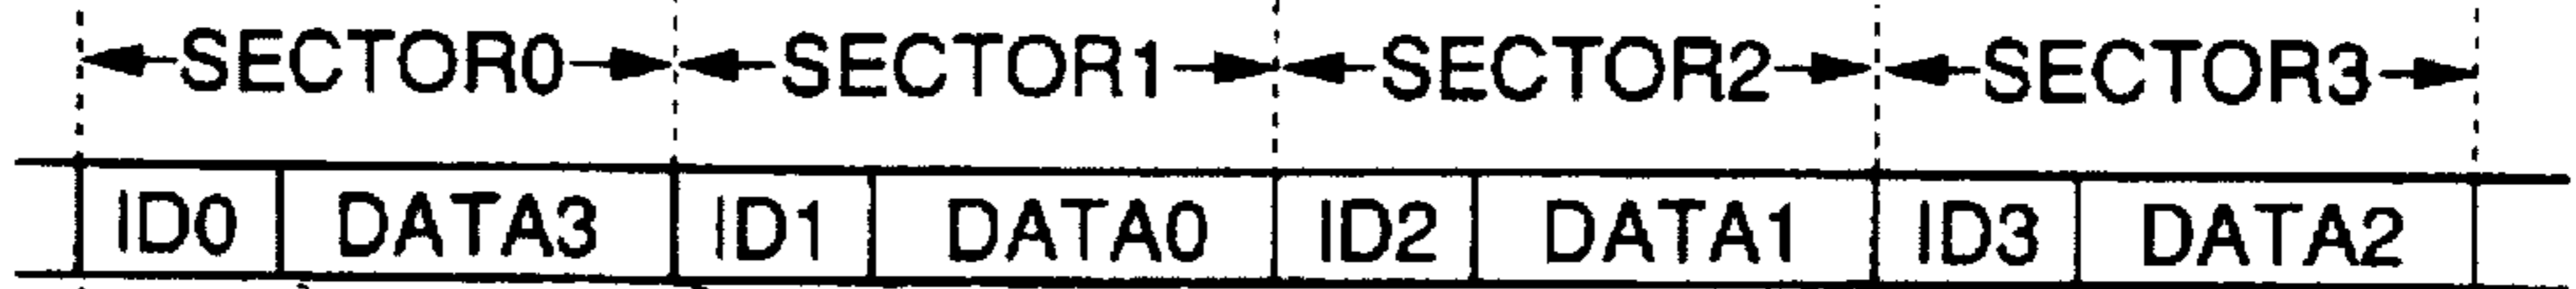 SECTOR0 SECTOR1 SECTOR2 SECTOR3
ID0 DATA3 ID1 DATA0 ID2 DATA1 ID3 DATA2